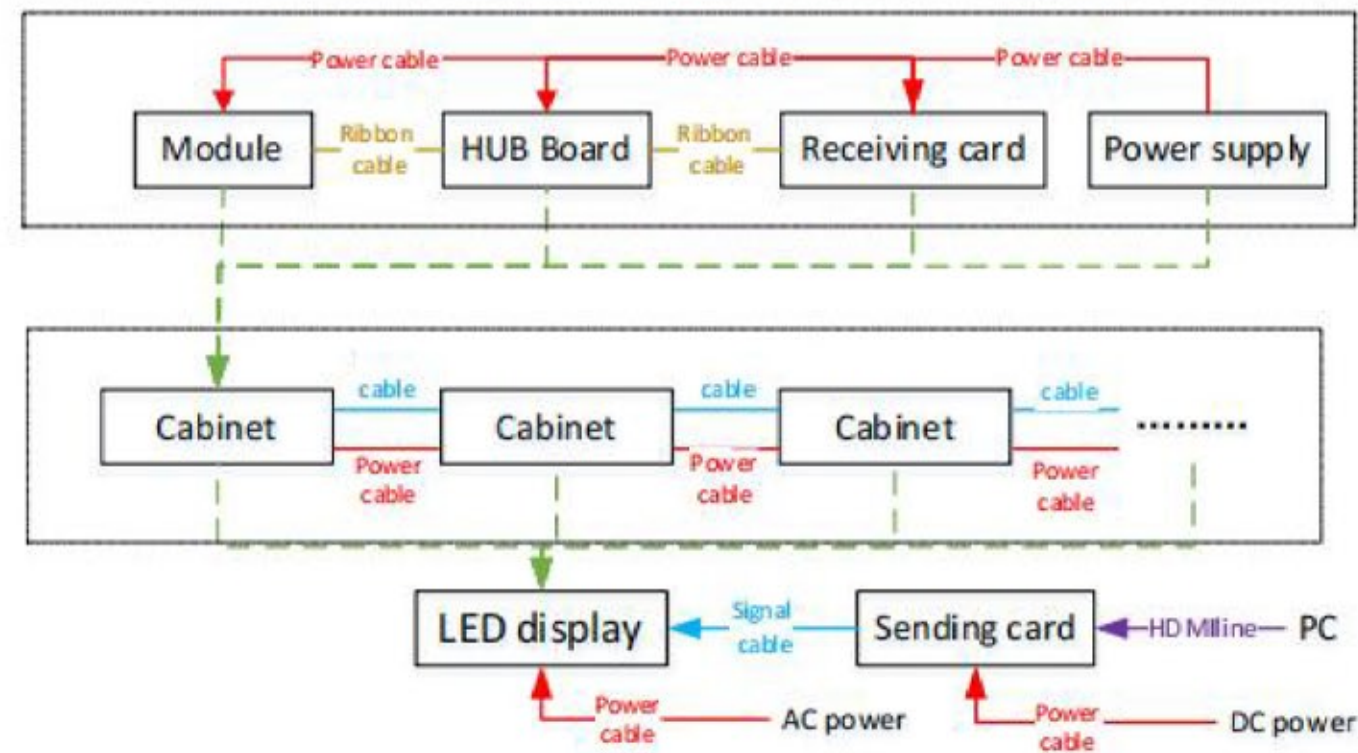 Power cable
Power cable
Power cable
Module
Ribbon
cable
HUB Board
Ribbon
cable
Receiving card
Power supply
cable
cable
cable
Cabinet
Cabinet
Cabinet
.........
Power
cable
Power
cable
Power
cable
LED display
Signal
cable
Sending card
HD MIline
PC
Power
cable
AC power
Power
cable
DC power